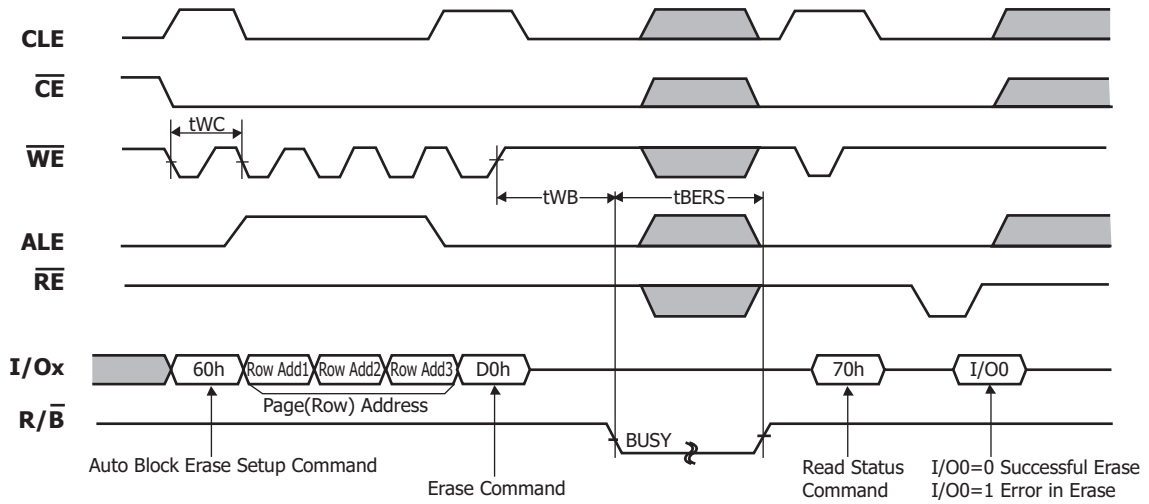 CLE
CE
tWC
WE
tWB
tBERS
ALE
RE
I/Ox
60h
Row Add1
Row Add2
Row Add3
D0h
70h
I/O0
Page(Row) Address
R/B
BUSY
Auto Block Erase Setup Command
Erase Command
Read Status
Command
I/O0=0 Successful Erase
I/O0=1 Error in Erase